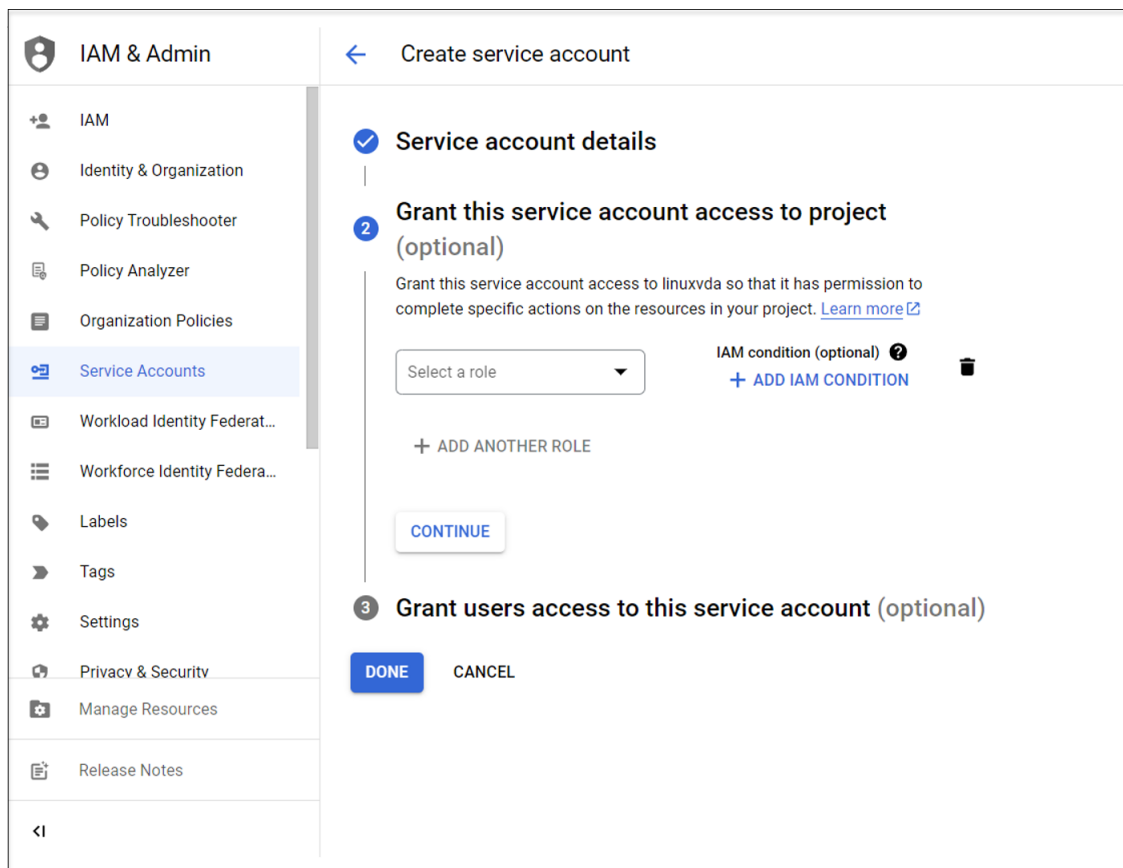 IAM & Admin
Create service account
IAM
Identity & Organization
Policy Troubleshooter
Policy Analyzer
Organization Policies
Service Accounts
Workload Identity Federat...
Workforce Identity Federa...
Labels
Tags
Settings
Privacy & Security
Manage Resources
Release Notes
Service account details
2
Grant this service account access to project
(optional)
Grant this service account access to linuxvda so that it has permission to
complete specific actions on the resources in your project. Learn more
Select a role
IAM condition (optional) ?
+ ADD IAM CONDITION
+ ADD ANOTHER ROLE
CONTINUE
3
Grant users access to this service account (optional)
DONE
CANCEL